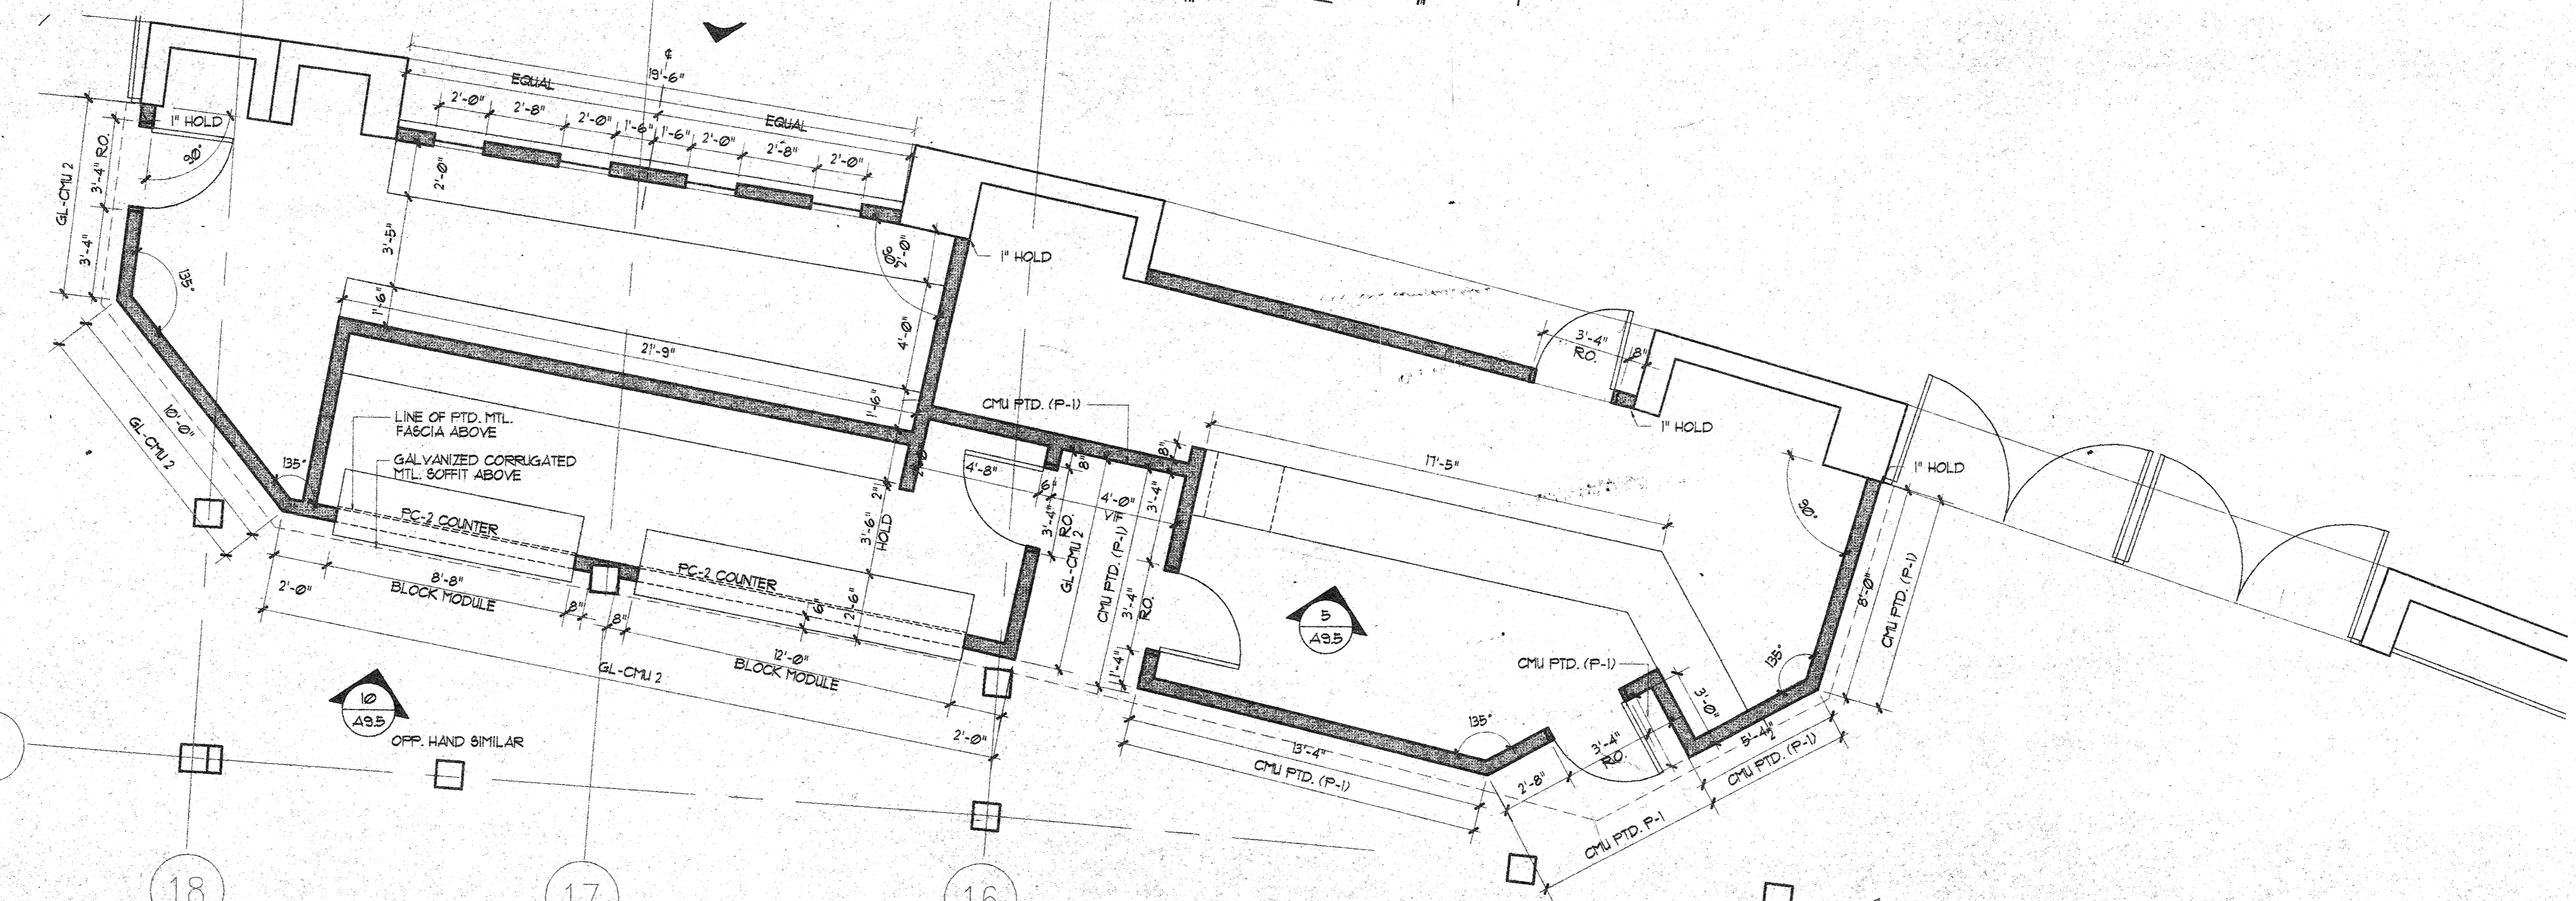 ¢
EQUAL
19'-6"
2'-0"
2'-8"
2'-0"
1'-6"
1'-6"
2'-0"
EQUAL
2'-8"
2'-0"
1" HOLD
90°
3'-4" R.O.
GL-CMU 2
3'-4"
135°
2'-0"
3'-5"
1'-6"
21'-9"
90°
2'-0"
4'-0"
1'-6"
1" HOLD
10'-0"
GL-CMU 2
135°
LINE OF PTD. MTL.
FASCIA ABOVE
GALVANIZED CORRUGATED
MTL. SOFFIT ABOVE
PC-2 COUNTER
PC-2 COUNTER
2'-0"
8'-8"
BLOCK MODULE
8"
8"
12'-0"
BLOCK MODULE
GL-CMU 2
2'-0"
2"
3'-6"
HOLD
6"
2'-6"
CMU PTD. (P-1)
4'-8"
8"
8"
6"
4'-0"
VIF
3'-4"
R.O.
GL-CMU 2
CMU PTD. (P-1)
3'-4"
3'-4"
R.O.
1'-4"
3'-4"
R.O.
8"
1" HOLD
17'-5"
1" HOLD
90°
8'-0"
CMU PTD. (P-1)
5
A9.5
CMU PTD. (P-1)
3'-0"
135°
135°
13'-4"
CMU PTD. (P-1)
2'-8"
3'-4"
R.O.
5'-4½"
CMU PTD. (P-1)
CMU PTD. P-1
10
A9.5
OPP. HAND SIMILAR
18
17
16